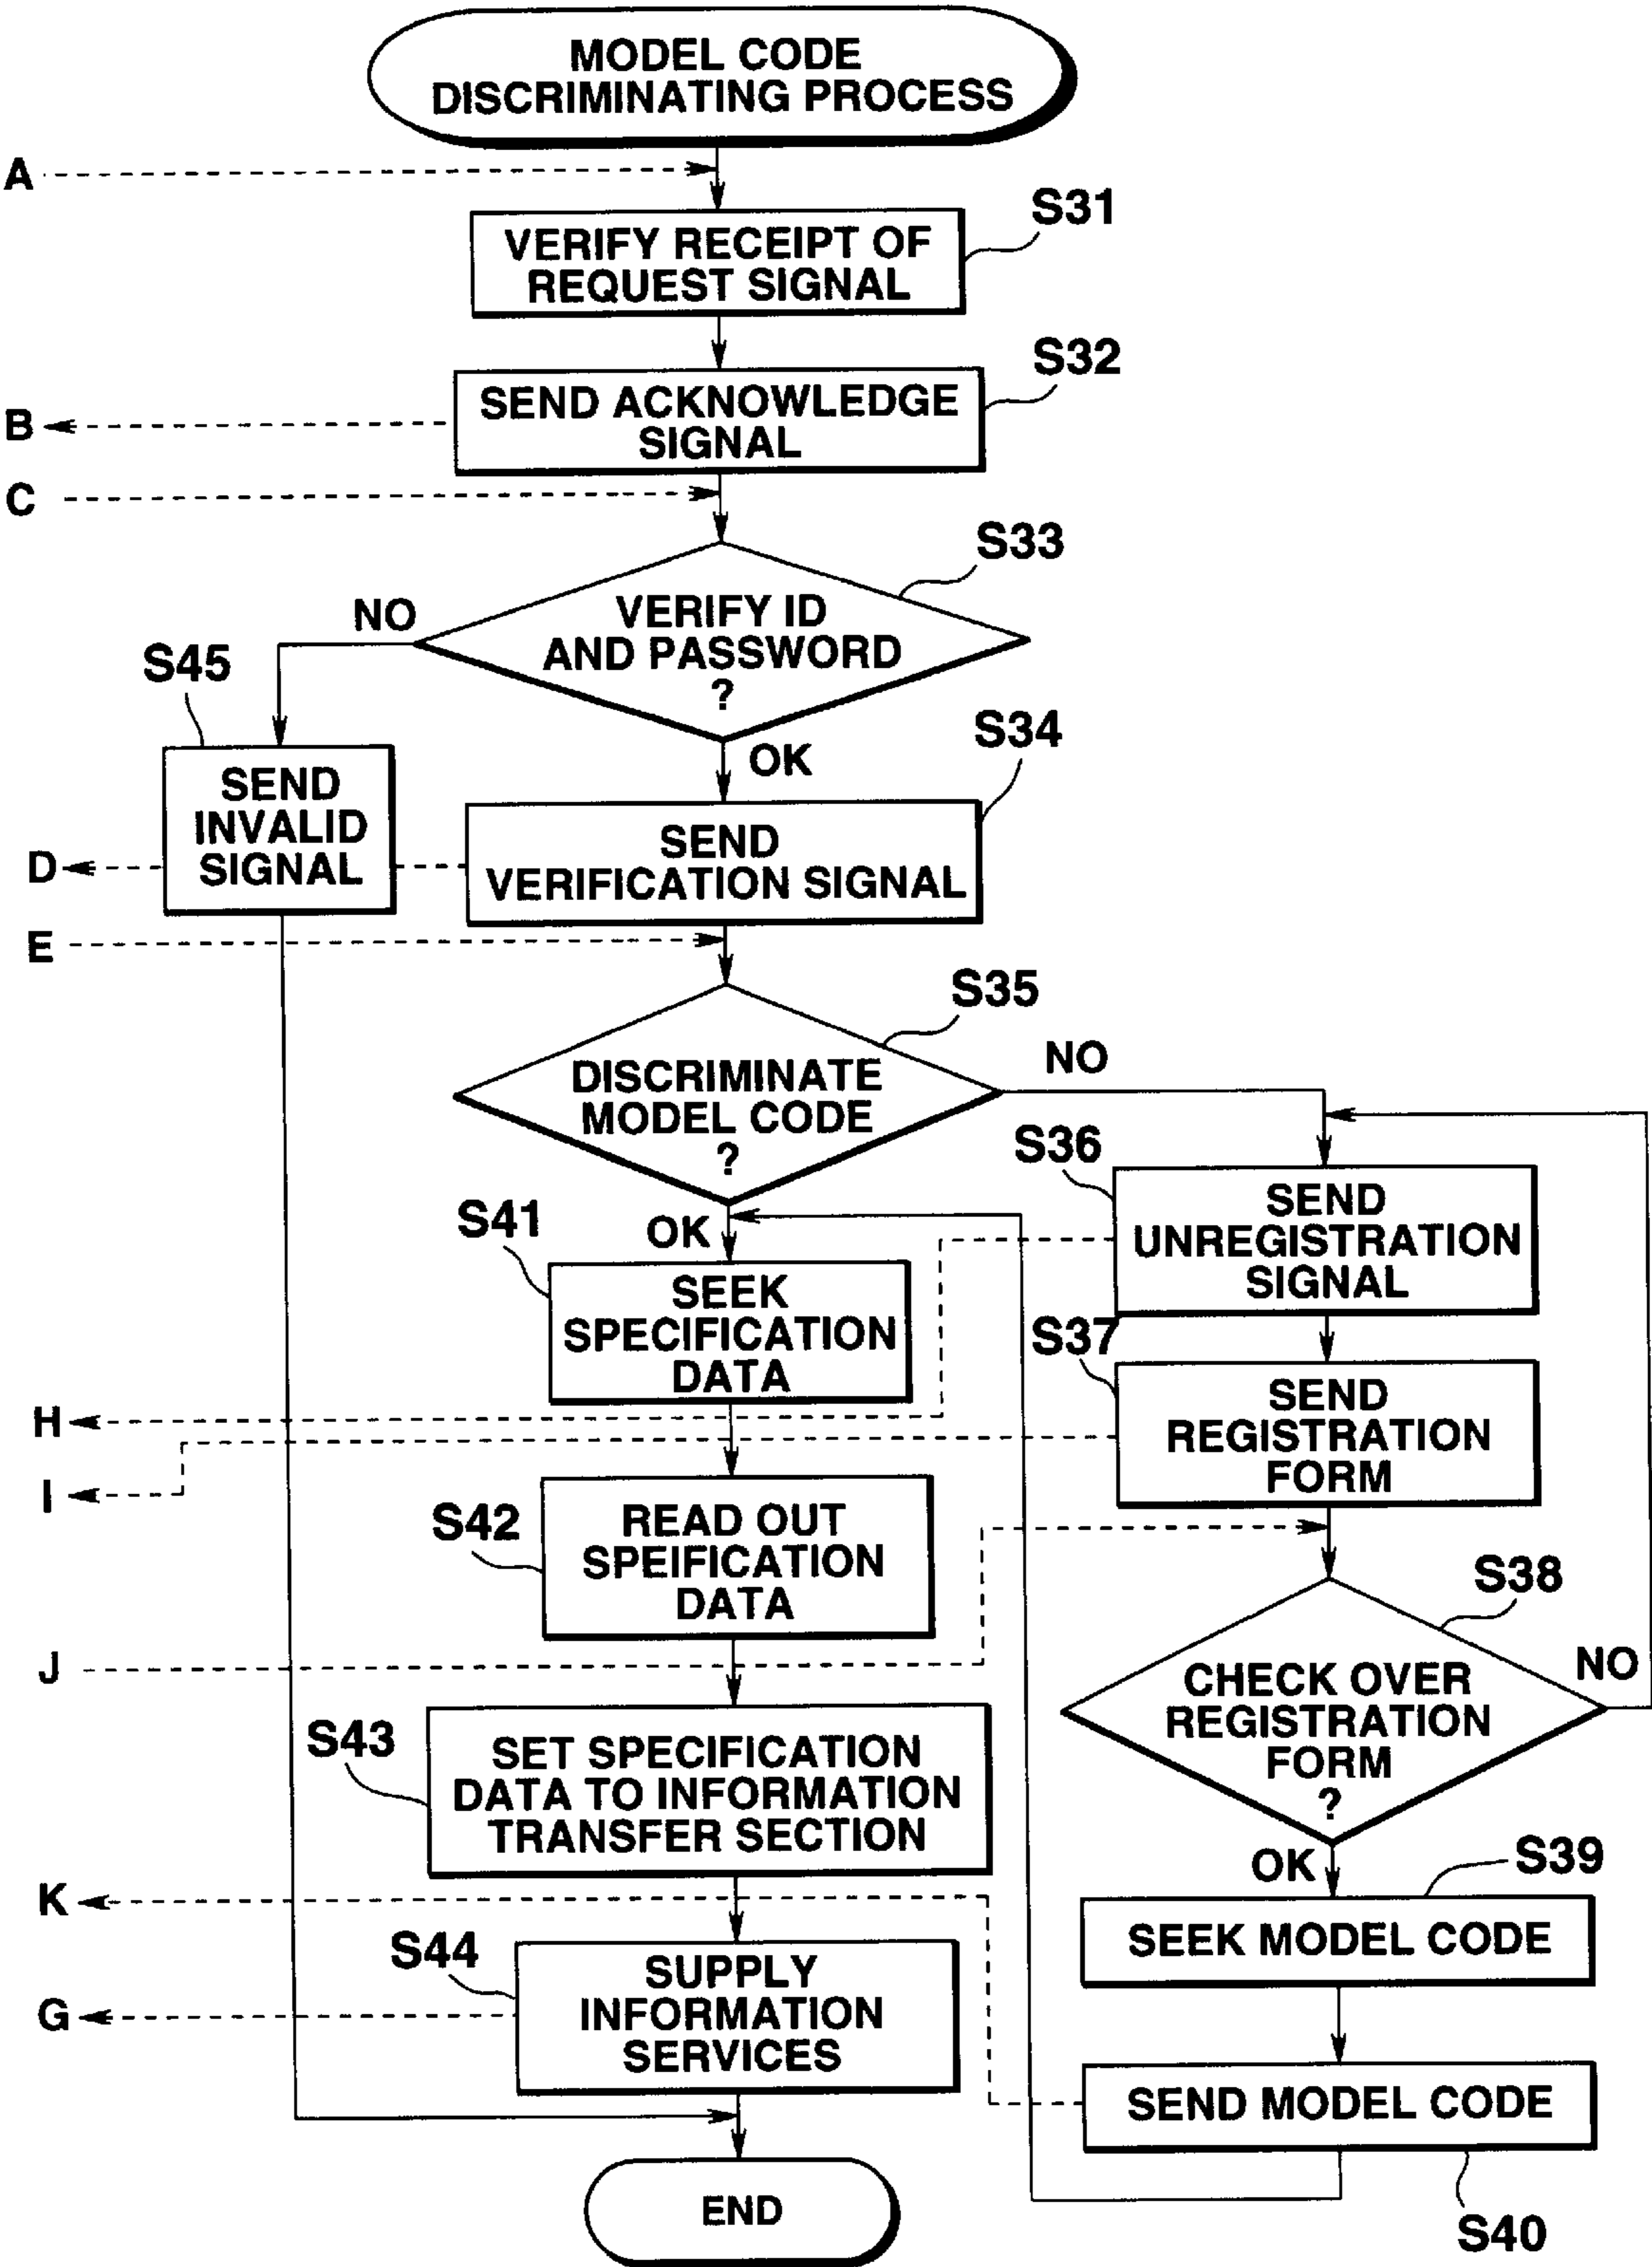 MODEL CODE
DISCRIMINATING PROCESS
A
S31
VERIFY RECEIPT OF
REQUEST SIGNAL
S32
SEND ACKNOWLEDGE
SIGNAL
B
C
S33
VERIFY ID
AND PASSWORD
?
NO
S45
SEND
INVALID
SIGNAL
OK
S34
SEND
VERIFICATION SIGNAL
D
E
S35
DISCRIMINATE
MODEL CODE
?
NO
S36
SEND
UNREGISTRATION
SIGNAL
OK
S41
SEEK
SPECIFICATION
DATA
S37
SEND
REGISTRATION
FORM
H
I
S42
READ OUT
SPEIFICATION
DATA
J
S38
CHECK OVER
REGISTRATION
FORM
?
NO
S43
SET SPECIFICATION
DATA TO INFORMATION
TRANSFER SECTION
OK
S39
SEEK MODEL CODE
K
S44
SUPPLY
INFORMATION
SERVICES
G
SEND MODEL CODE
S40
END